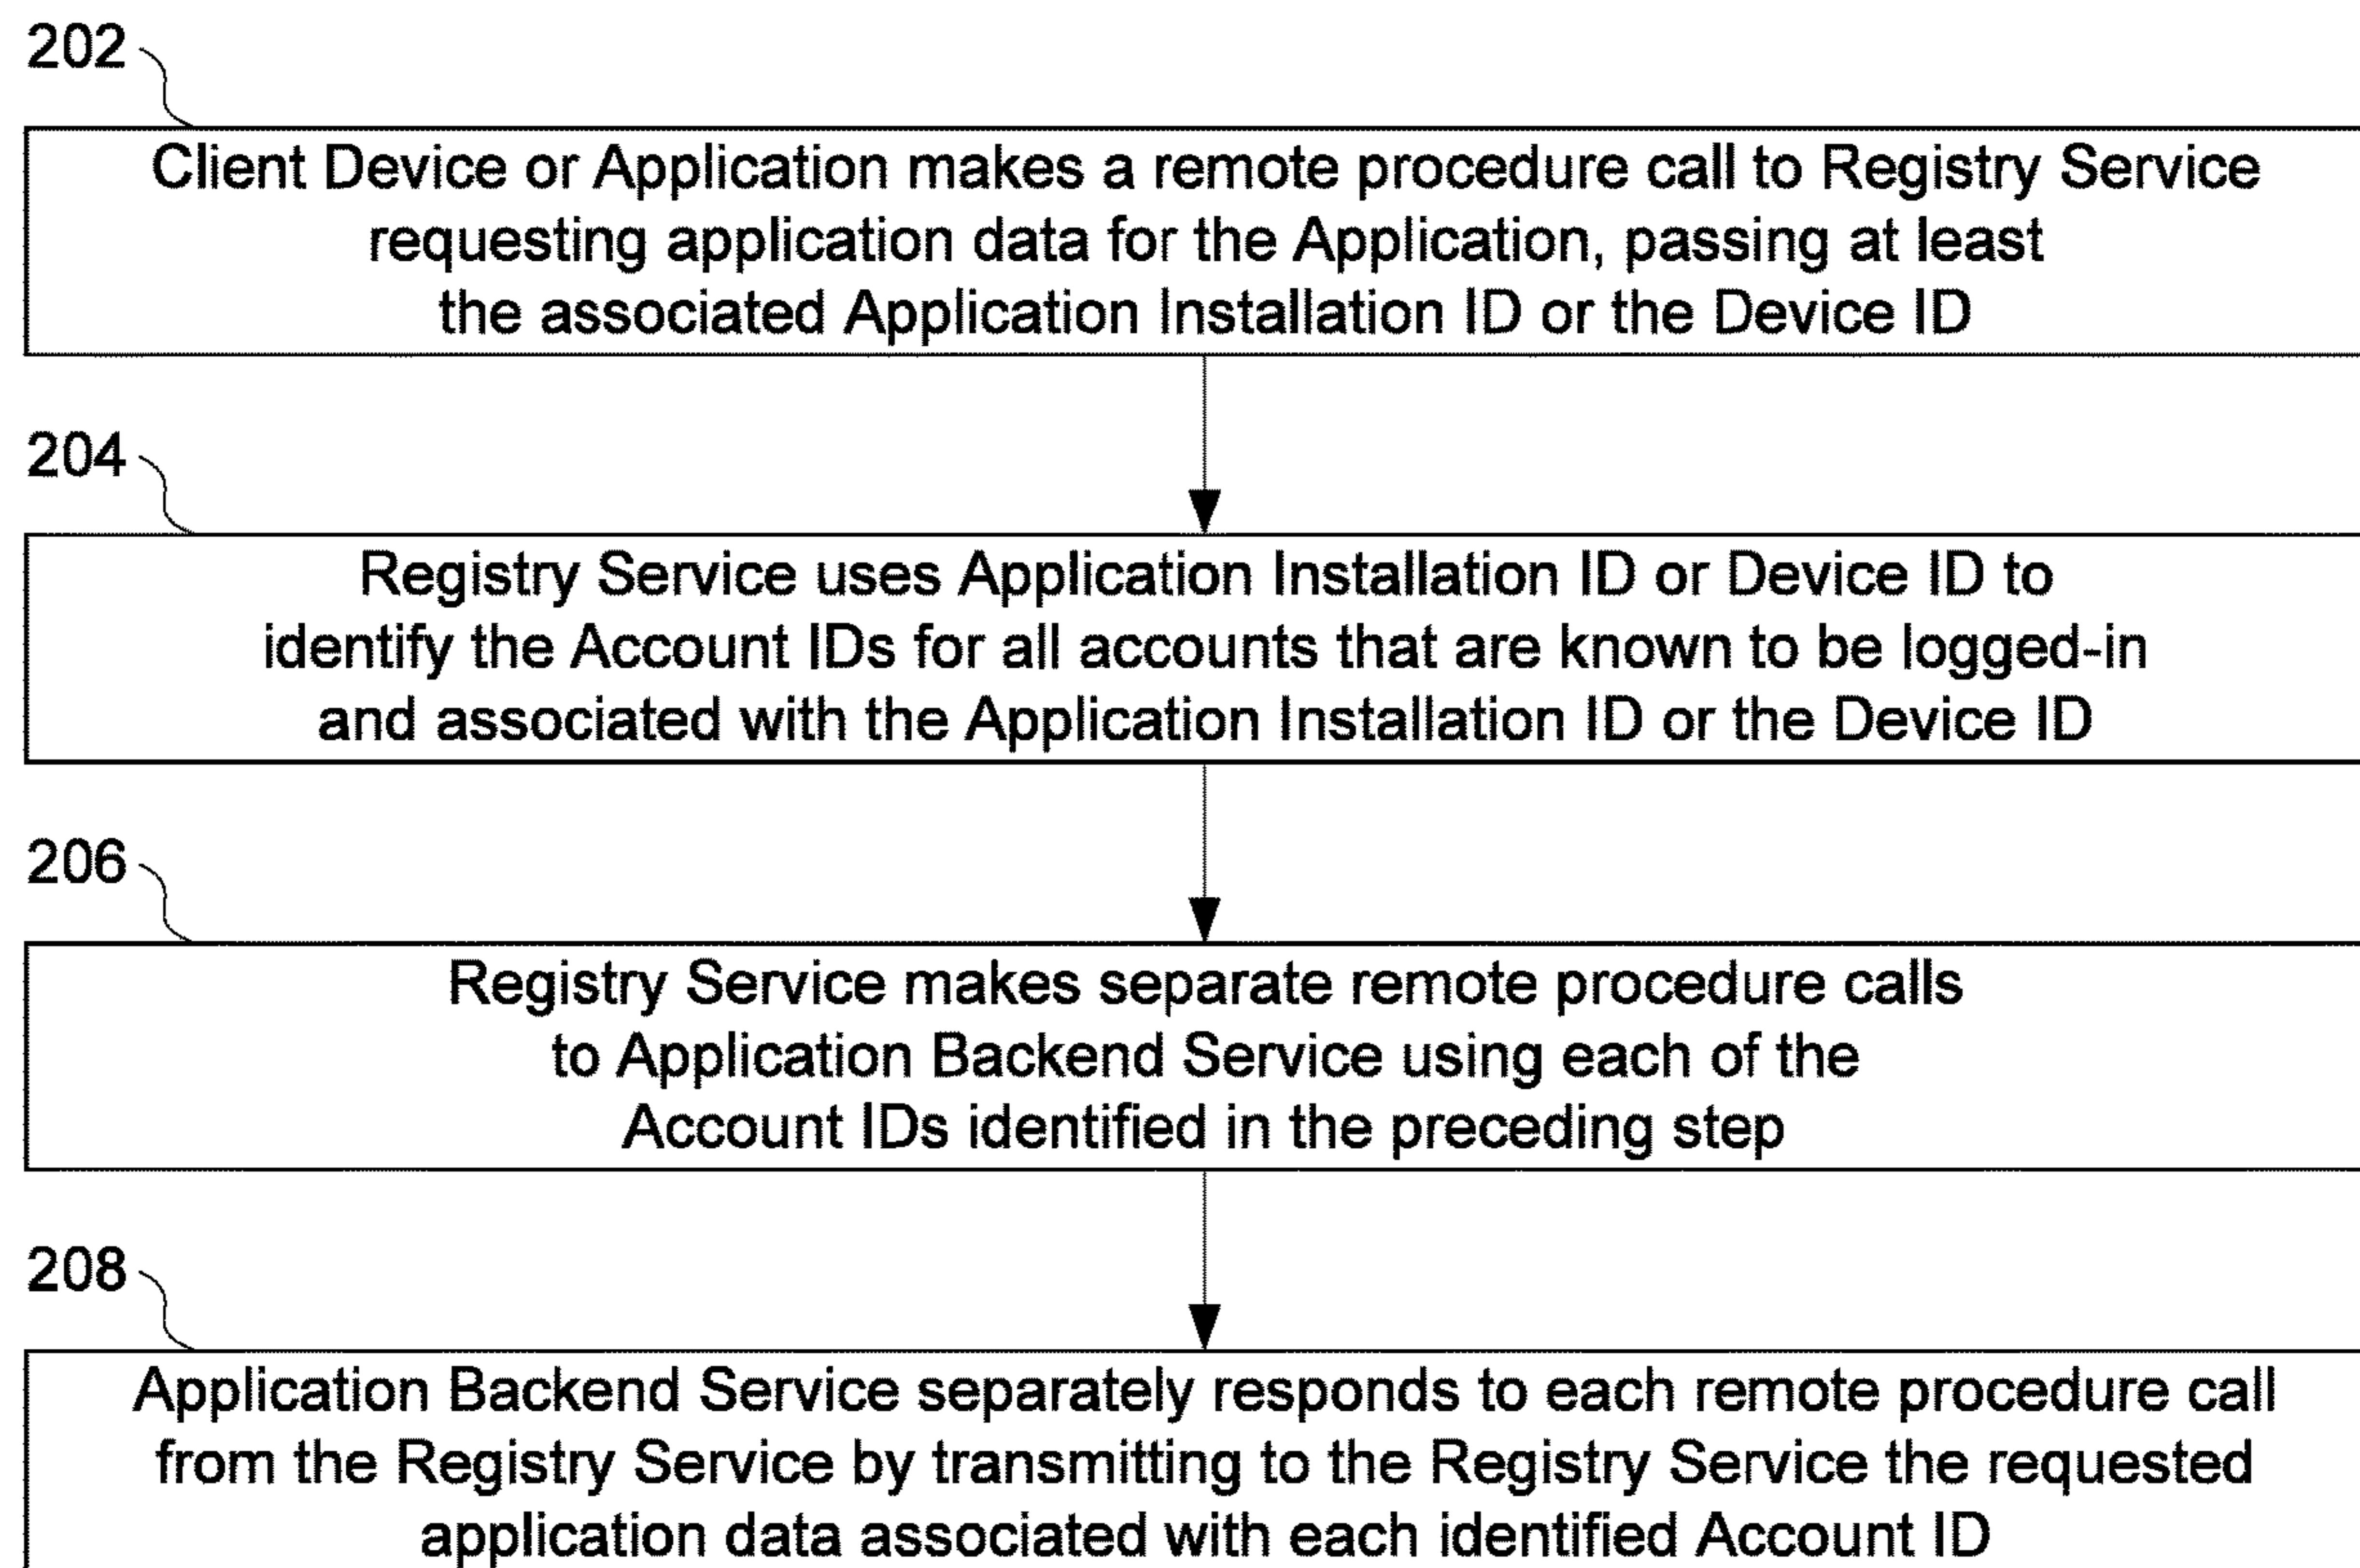 202
Client Device or Application makes a remote procedure call to Registry Service
requesting application data for the Application, passing at least
the associated Application Installation ID or the Device ID
204
Registry Service uses Application Installation ID or Device ID to
identify the Account IDs for all accounts that are known to be logged-in
and associated with the Application Installation ID or the Device ID
206
Registry Service makes separate remote procedure calls
to Application Backend Service using each of the
Account IDs identified in the preceding step
208
Application Backend Service separately responds to each remote procedure call
from the Registry Service by transmitting to the Registry Service the requested
application data associated with each identified Account ID